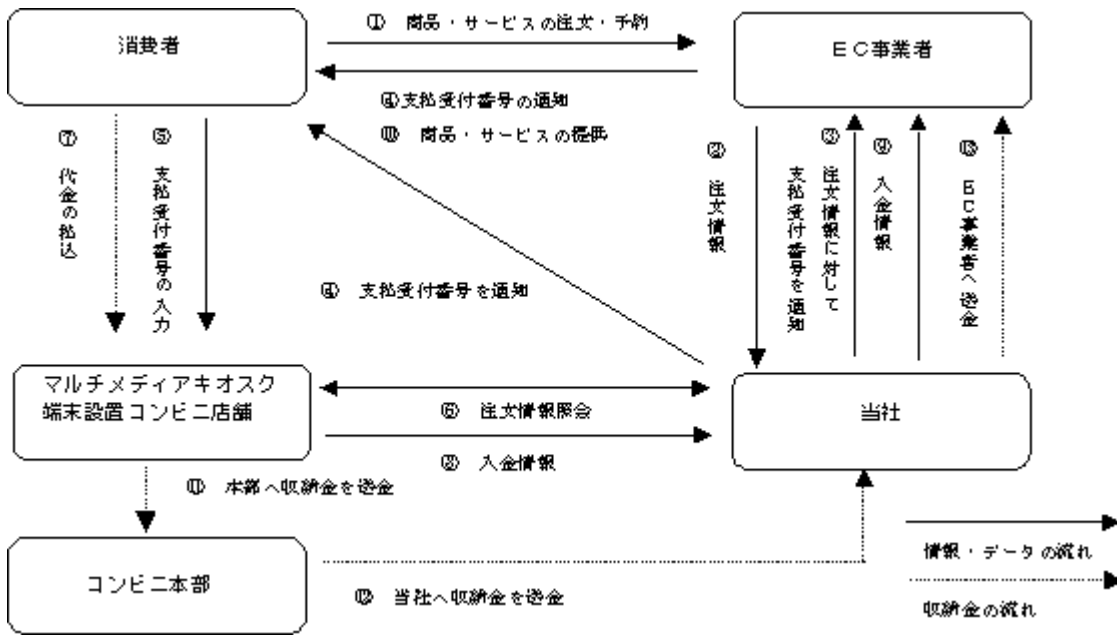 消費者
① 商品・サービスの注文・予約
EC事業者
④支払受付番号の通知
⑩ 商品・サービスの提供
⑦ 代金の払込
⑤ 支払受付番号の入力
② 注文情報
③ 注文情報に対して
支払受付番号を通知
⑨ 入金情報
⑬ EC事業者へ送金
④ 支払受付番号を通知
マルチメディアキオスク
端末設置コンビニ店舗
⑥ 注文情報照会
当社
⑧ 入金情報
⑪ 本部へ収納金を送金
コンビニ本部
⑫ 当社へ収納金を送金
情報・データの流れ
収納金の流れ